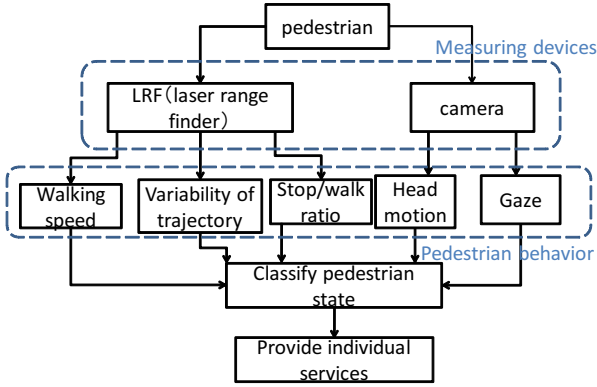 pedestrian
Measuring devices
LRF（laser range
finder）
camera
Walking
speed
Variability of
trajectory
Stop/walk
ratio
Head
motion
Gaze
Pedestrian behavior
Classify pedestrian
state
Provide individual
services